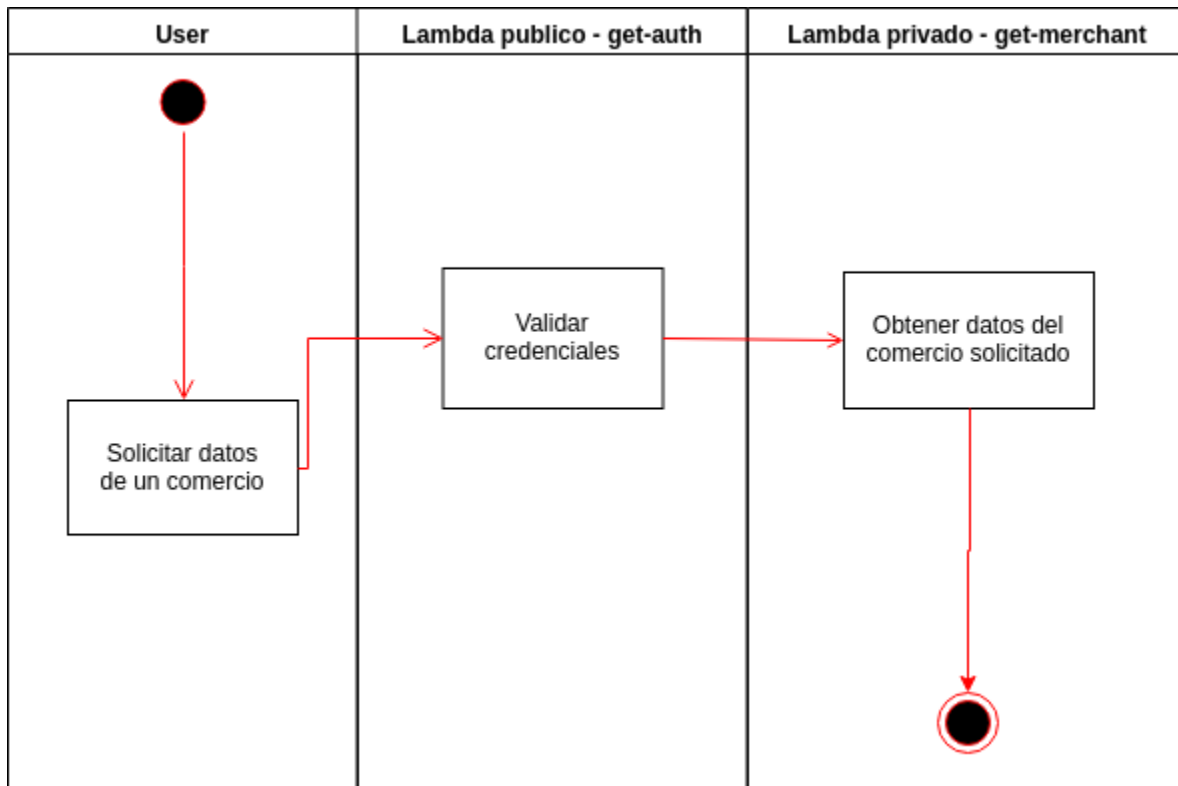 User
Lambda publico - get-auth
Lambda privado - get-merchant
Solicitar datos
de un comercio
Validar
credenciales
Obtener datos del
comercio solicitado